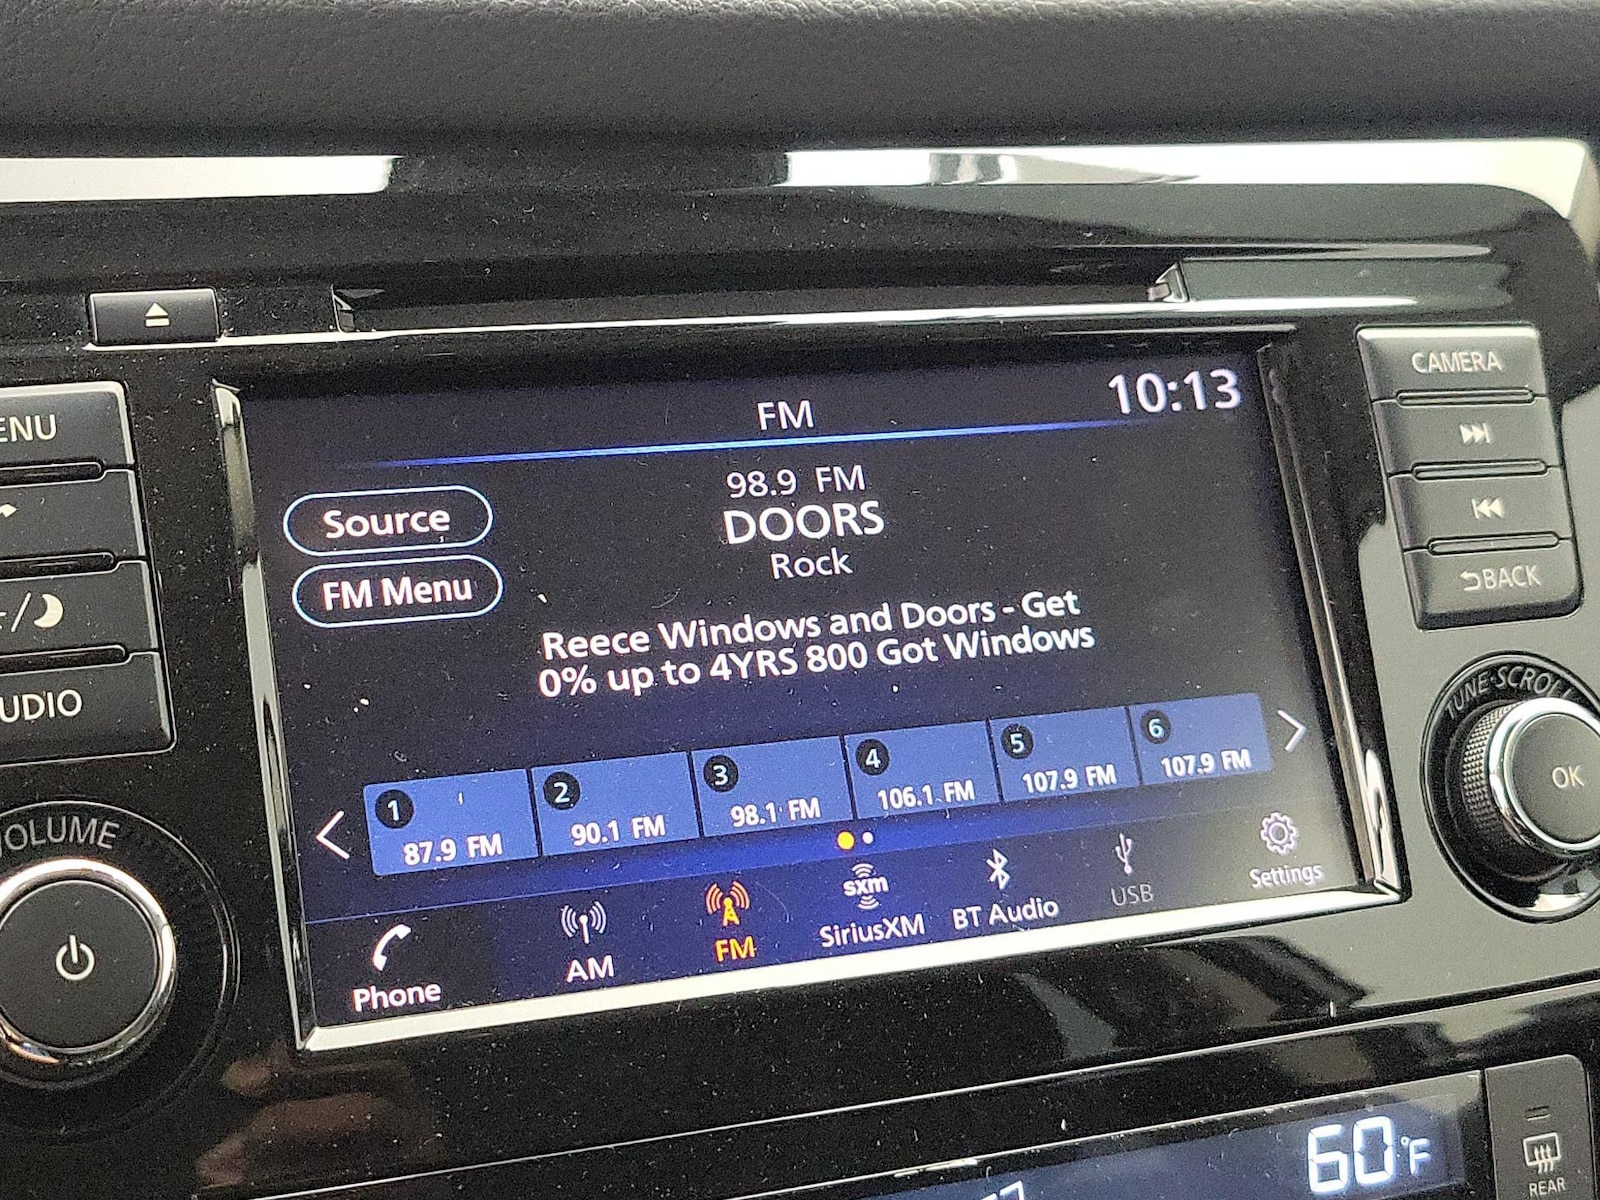 CAMERA
10:13
FM
98.9 FM
DOORS
Rock
Source
FM Menu
Reece Windows and Doors - Get
0% up to 4YRS 800 Got Windows
BACK
TUNE·SCROLL
OK
1
87.9 FM
2
90.1 FM
3
98.1 FM
4
106.1 FM
5
107.9 FM
6
107.9 FM
Phone
AM
FM
sxm
SiriusXM
BT Audio
USB
Settings
ENU
UDIO
VOLUME
60°F
REAR